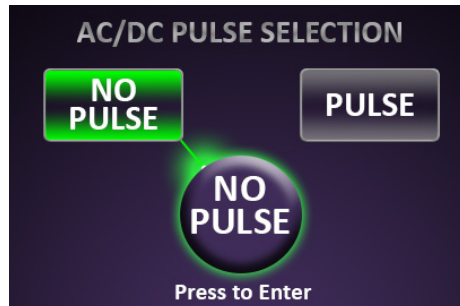 AC/DC PULSE SELECTION
NO
PULSE
PULSE
NO
PULSE
Press to Enter